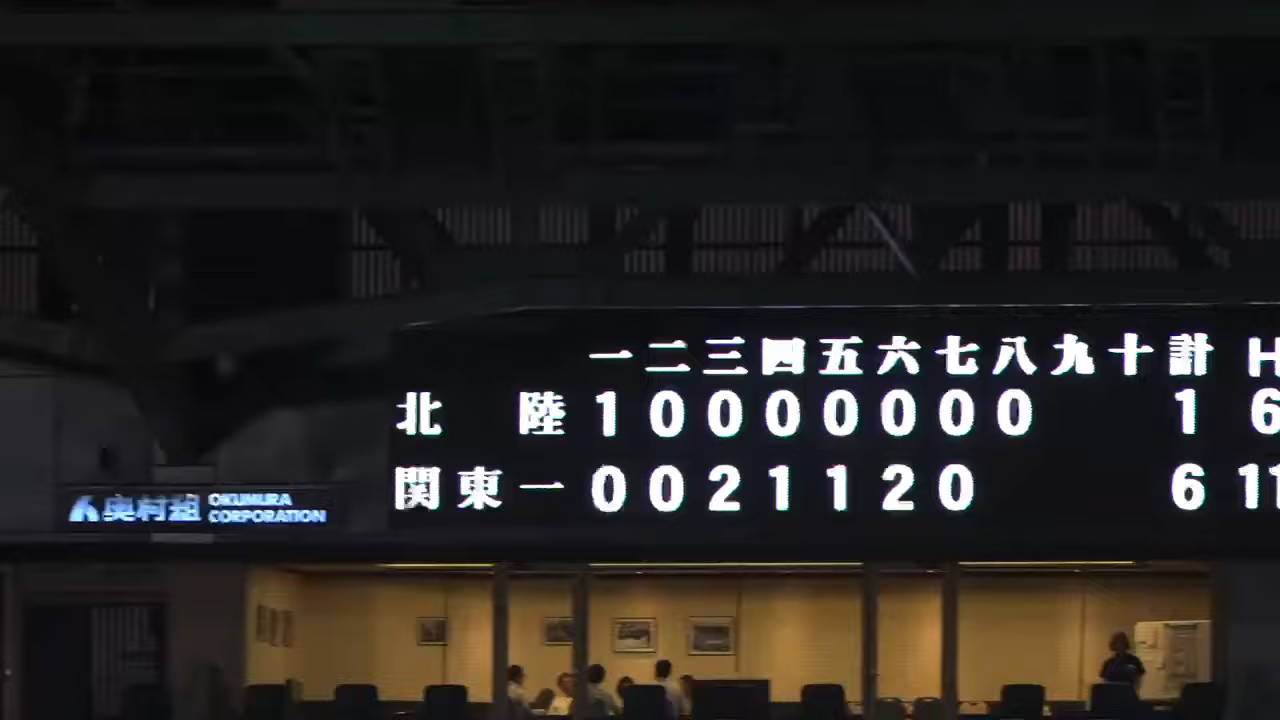 一二三四五六七八九十計 H
北 陸 1 0 0 0 0 0 0 0 1 6
関東一 0 0 2 1 1 2 0 6 11
奥村組 OKUMURA
CORPORATION